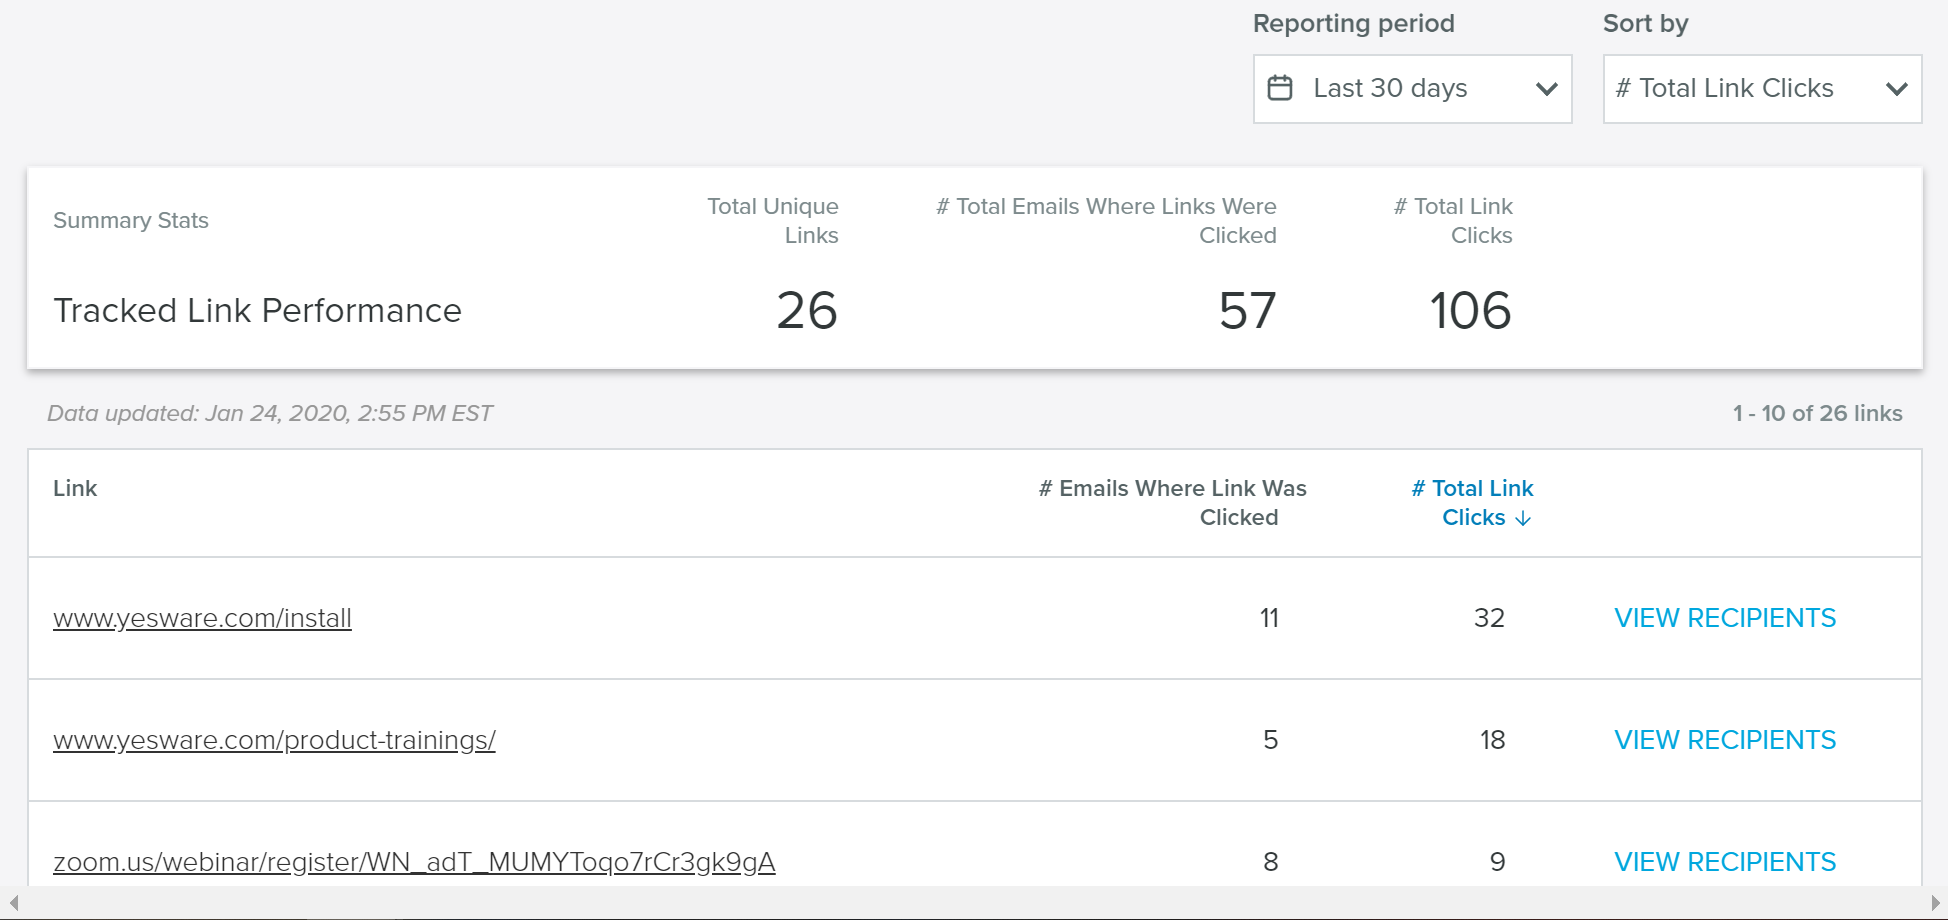 Reporting period
Sort by
Last 30 days
# Total Link Clicks
Summary Stats
Total Unique
Links
# Total Emails Where Links Were
Clicked
# Total Link
Clicks
Tracked Link Performance
26
57
106
Data updated: Jan 24, 2020, 2:55 PM EST
1 - 10 of 26 links
Link
# Emails Where Link Was
Clicked
# Total Link
Clicks ↓
www.yesware.com/install
11
32
VIEW RECIPIENTS
www.yesware.com/product-trainings/
5
18
VIEW RECIPIENTS
zoom.us/webinar/register/WN_adT_MUMYToqo7rCr3gk9gA
8
9
VIEW RECIPIENTS